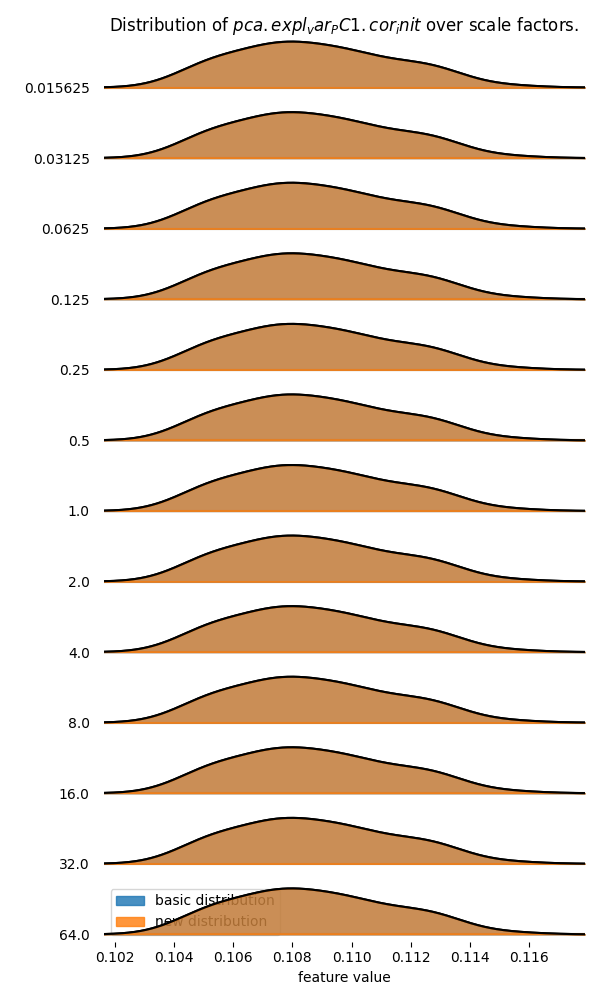 Distribution of pca.expl_var_PC1.cor_init over scale factors.
0.015625
0.03125
0.0625
0.125
0.25
0.5
1.0
2.0
4.0
8.0
16.0
32.0
basic distribution
new distribution
64.0
0.102 0.104 0.106 0.108 0.110 0.112 0.114 0.116
feature value